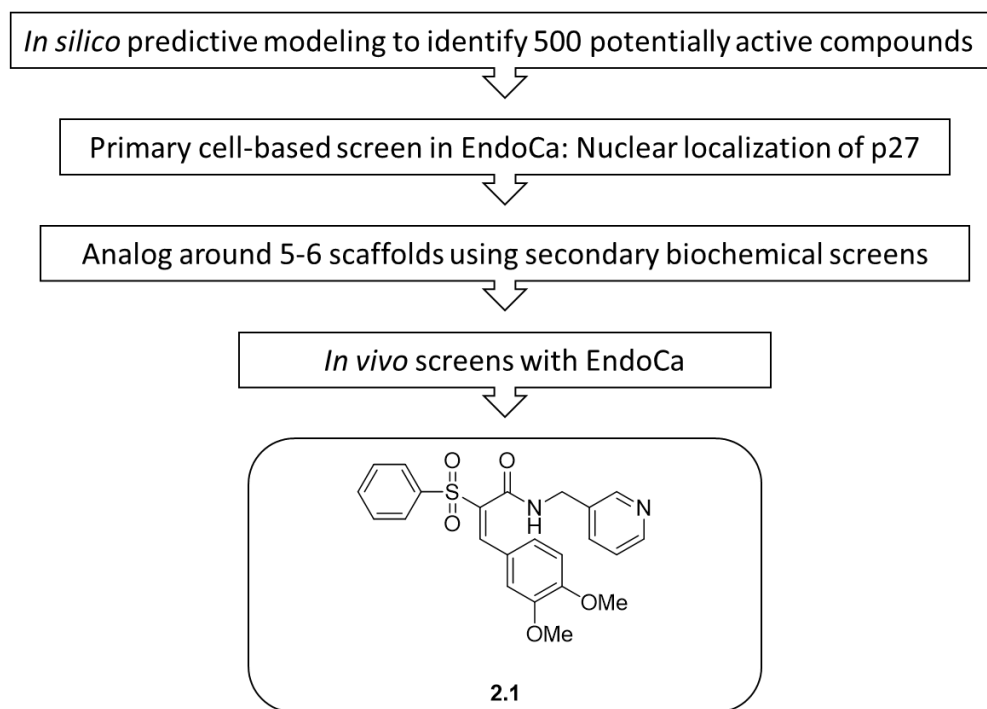 In silico predictive modeling to identify 500 potentially active compounds
Primary cell-based screen in EndoCa: Nuclear localization of p27
Analog around 5-6 scaffolds using secondary biochemical screens
In vivo screens with EndoCa
O O
S
O
N
H
N
OMe
OMe
2.1